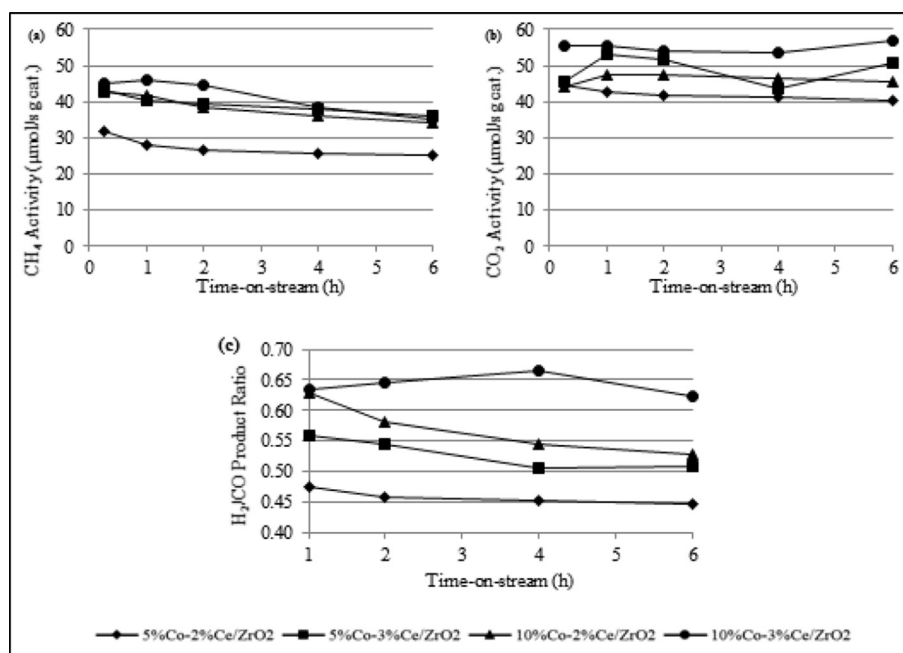 (a)
60
50
40
30
20
10
0
CH₄ Activity (µmol/s gcat.)
0 1 2 3 4 5 6
Time-on-stream (h)
(b)
60
50
40
30
20
10
0
CO₂ Activity (µmol/s gcat.)
0 1 2 3 4 5 6
Time-on-stream (h)
(c)
0.70
0.65
0.60
0.55
0.50
0.45
0.40
H₂/CO Product Ratio
1 2 3 4 5 6
Time-on-stream (h)
5%Co-2%Ce/ZrO2 5%Co-3%Ce/ZrO2 10%Co-2%Ce/ZrO2 10%Co-3%Ce/ZrO2